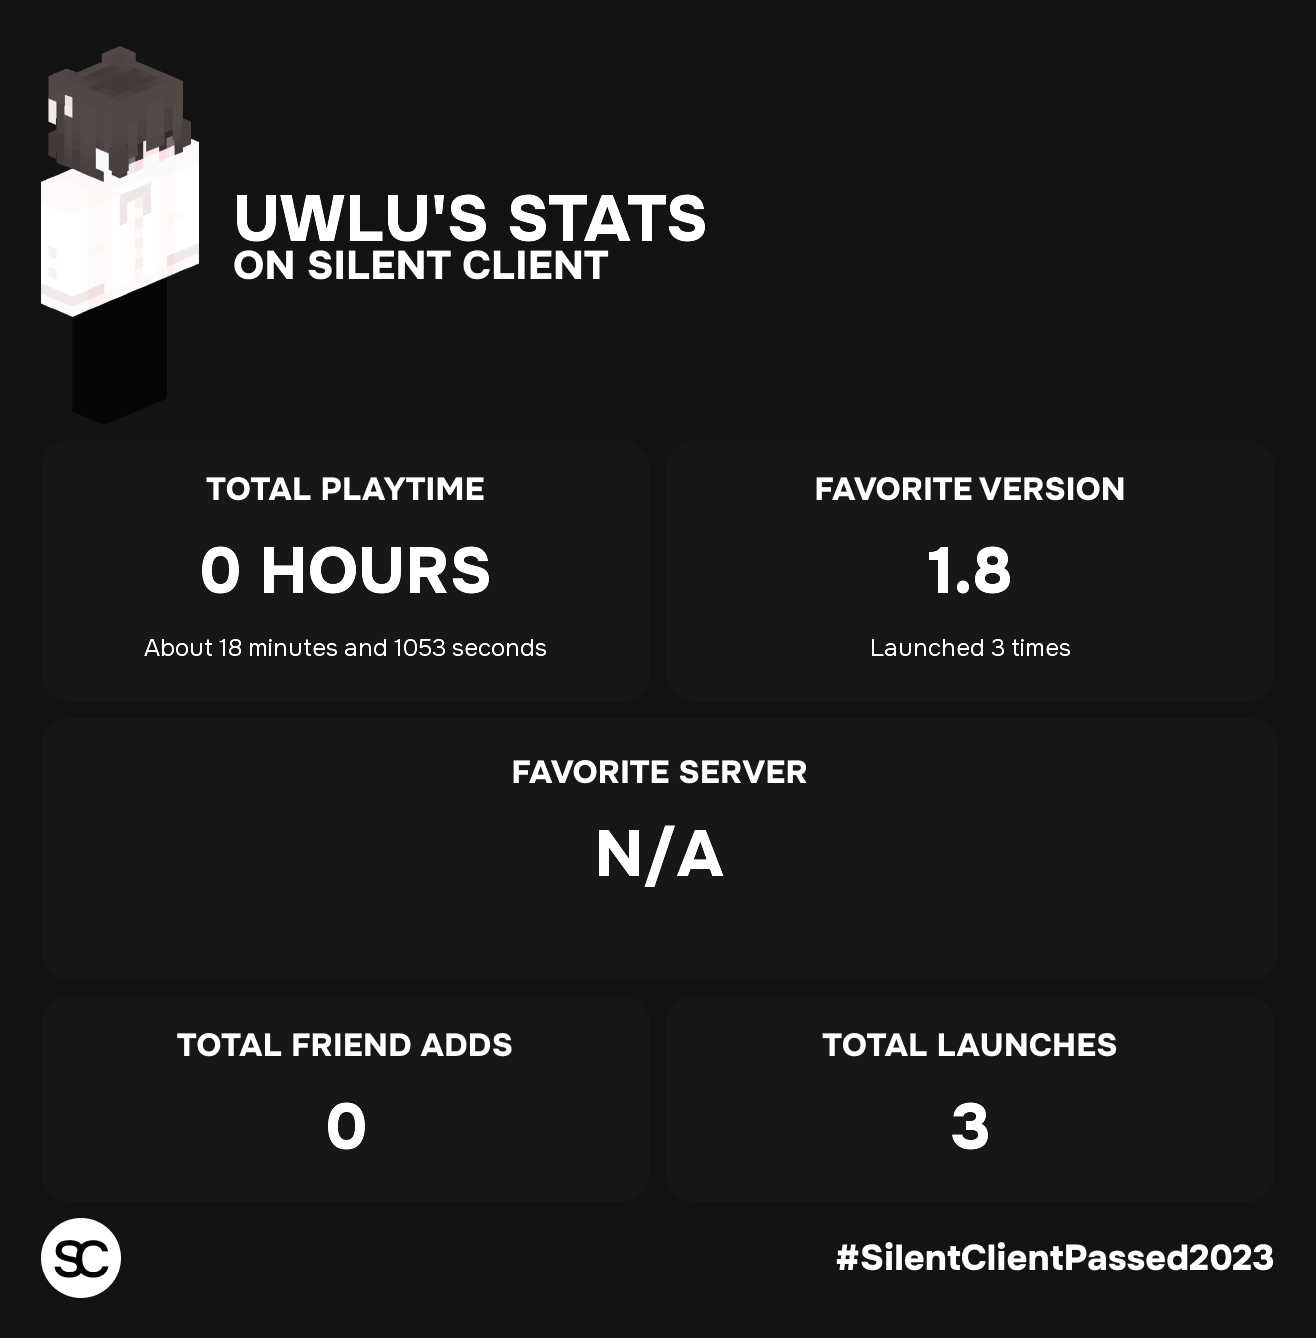 UWLU'S STATS
ON SILENT CLIENT
TOTAL PLAYTIME
0 HOURS
About 18 minutes and 1053 seconds
FAVORITE VERSION
1.8
Launched 3 times
FAVORITE SERVER
N/A
TOTAL FRIEND ADDS
0
TOTAL LAUNCHES
3
SC
#SilentClientPassed2023